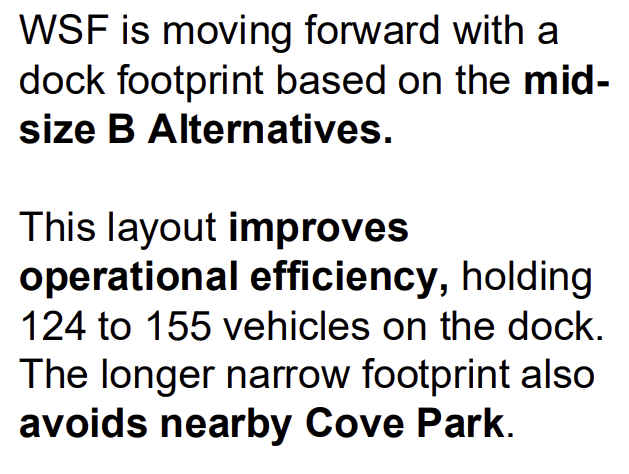 WSF is moving forward with a
dock footprint based on the mid-
size B Alternatives.
This layout improves
operational efficiency, holding
124 to 155 vehicles on the dock.
The longer narrow footprint also
avoids nearby Cove Park.